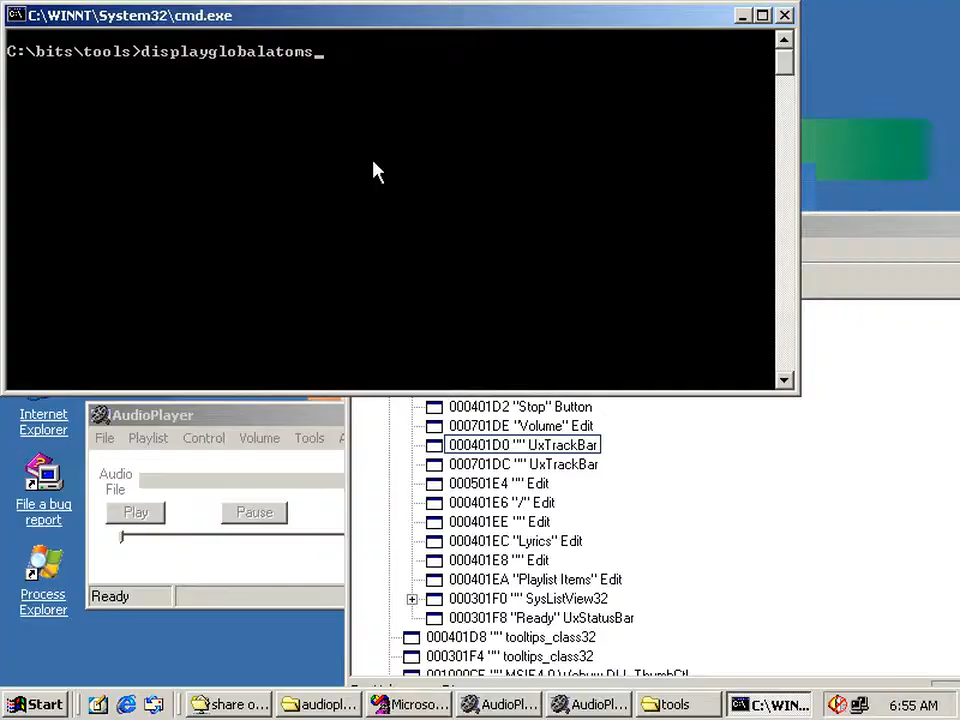 C:\WINNT\System32\cmd.exe
C:\bits\tools>displayglobalatoms_
Internet
Explorer
File a bug
report
Process
Explorer
AudioPlayer
File Playlist Control Volume Tools
Audio
File
Play Pause
Ready
000401D2 "Stop" Button
000701DE "Volume" Edit
000401D0 "" UxTrackBar
000701DC "" UxTrackBar
000501E4 "" Edit
000401E6 "/" Edit
000401EE "" Edit
000401EC "Lyrics" Edit
000401E8 "" Edit
000401EA "Playlist Items" Edit
000301F0 "" SysListView32
000301F8 "Ready" UxStatusBar
000401D8 "" tooltips_class32
000301F4 "" tooltips_class32
Start share o... audiopl... Microso... AudioPl... AudioPl... tools C:\WIN... 6:55 AM